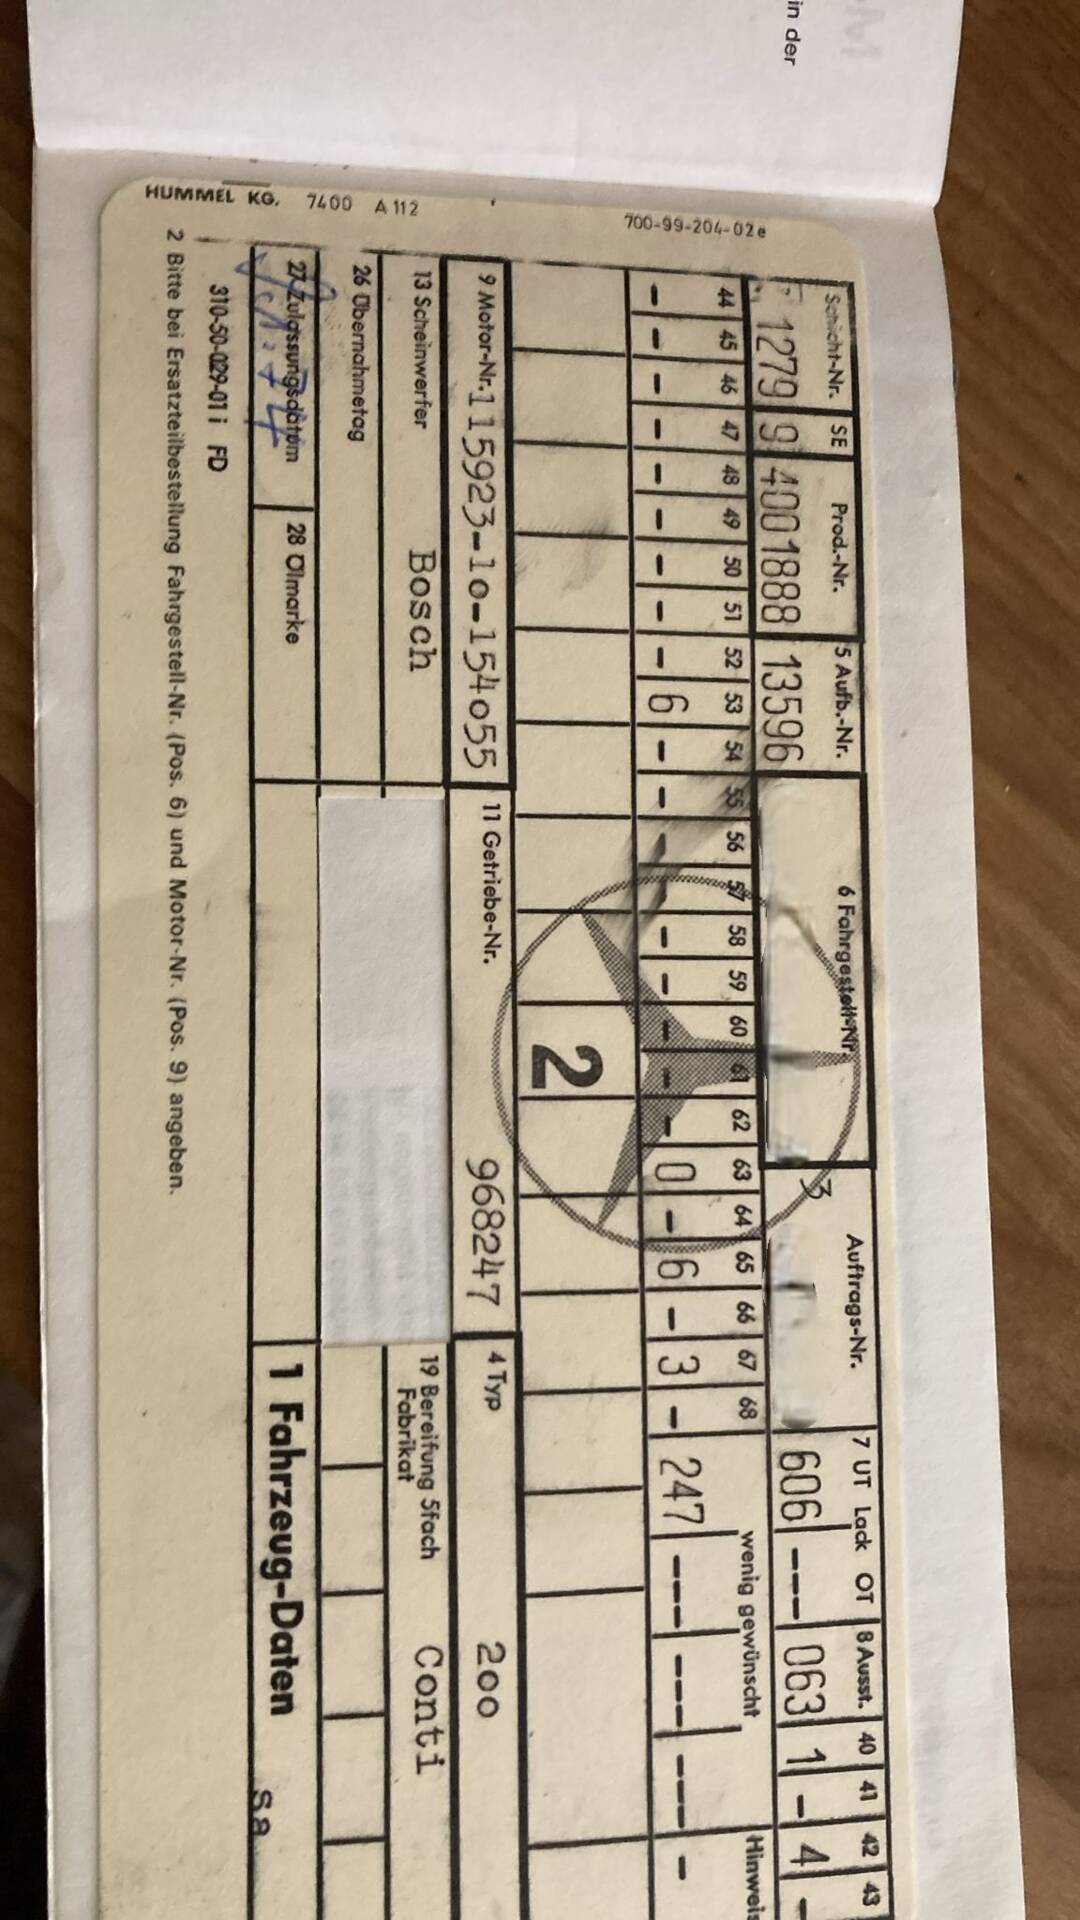 in der
700-99-204-02e
Schicht-Nr. SE Prod.-Nr. 5 Aufb.-Nr. 6 Fahrgestell-Nr. Auftrags-Nr. 7 UT Lack OT 8 Ausst. 40 41 42 43
1279 9 4001888 13596 3 606 --- 063 1 - 4 -
44 45 46 47 48 49 50 51 52 53 54 55 56 57 58 59 60 61 62 63 64 65 66 67 68 wenig gewünscht Hinweis
- - - - - - - - - 6 - - - - - - - - - 0 - 6 - 3 - 247 --- --- --- -
2
9 Motor-Nr. 115923-10-154055 11 Getriebe-Nr. 968247 4 Typ 200
13 Scheinwerfer Bosch 19 Bereifung 5fach Conti
Fabrikat
26 Übernahmetag
27 Zulassungsdatum 28 Ölmarke 1 Fahrzeug-Daten sa
310-50-029-01 i FD
2 Bitte bei Ersatzteilbestellung Fahrgestell-Nr. (Pos. 6) und Motor-Nr. (Pos. 9) angeben.
HUMMEL KG. 7400 A 112